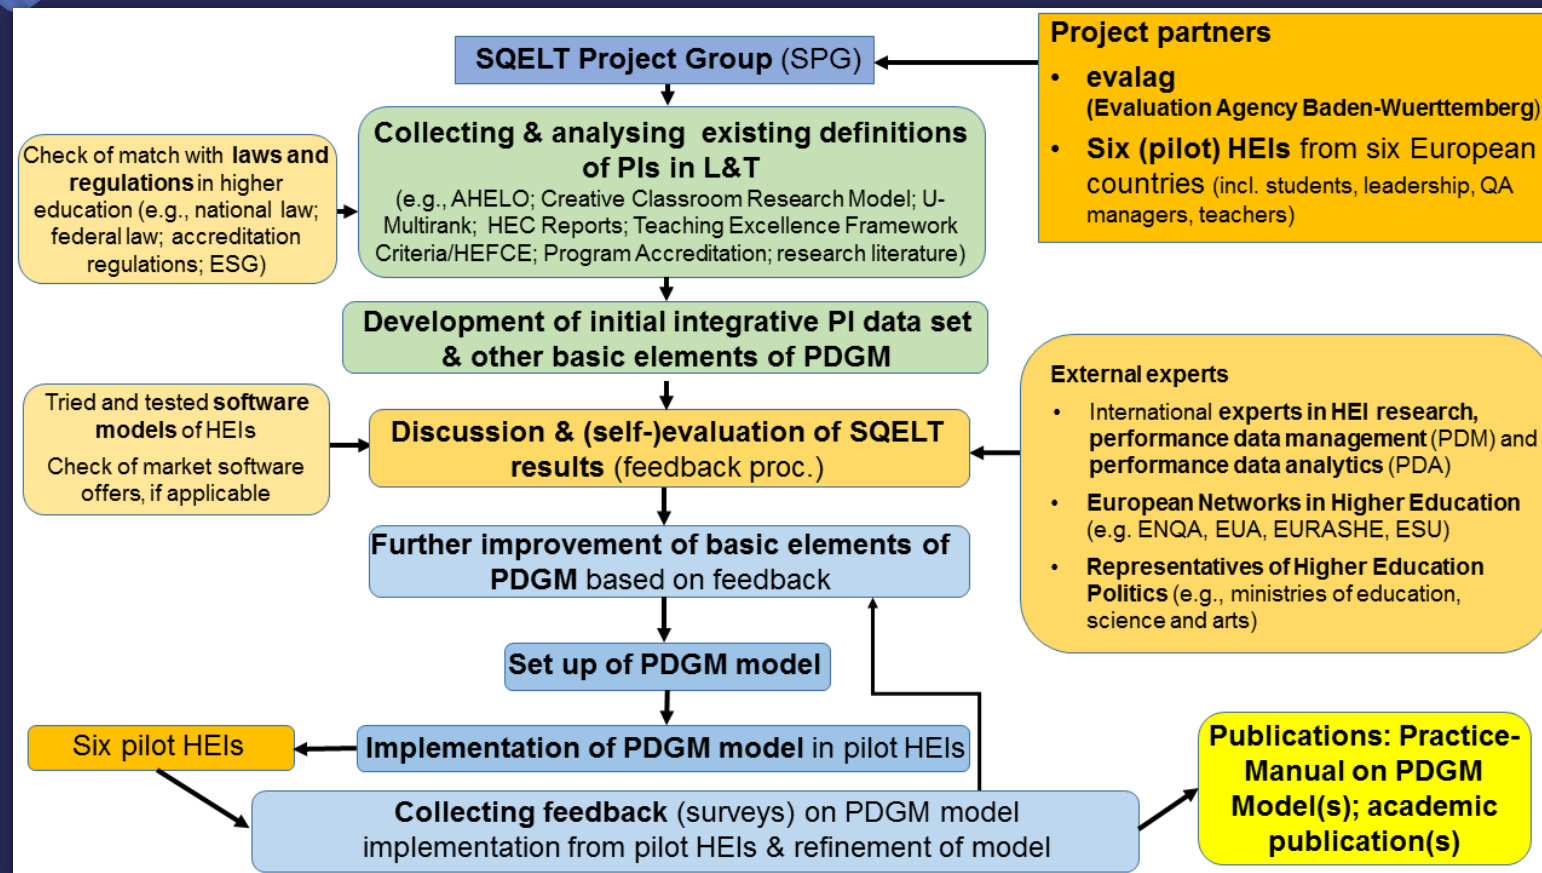 SQELT Project Group (SPG)
Project partners
• evalag
(Evaluation Agency Baden-Wuerttemberg)
• Six (pilot) HEIs from six European
countries (incl. students, leadership, QA
managers, teachers)
Check of match with laws and
regulations in higher
education (e.g., national law;
federal law; accreditation
regulations; ESG)
Collecting & analysing existing definitions
of PIs in L&T
(e.g., AHELO; Creative Classroom Research Model; U-
Multirank; HEC Reports; Teaching Excellence Framework
Criteria/HEFCE; Program Accreditation; research literature)
Development of initial integrative PI data set
& other basic elements of PDGM
Tried and tested software
models of HEIs
Check of market software
offers, if applicable
Discussion & (self-)evaluation of SQELT
results (feedback proc.)
External experts
• International experts in HEI research,
performance data management (PDM) and
performance data analytics (PDA)
• European Networks in Higher Education
(e.g. ENQA, EUA, EURASHE, ESU)
• Representatives of Higher Education
Politics (e.g., ministries of education,
science and arts)
Further improvement of basic elements of
PDGM based on feedback
Set up of PDGM model
Six pilot HEIs
Implementation of PDGM model in pilot HEIs
Collecting feedback (surveys) on PDGM model
implementation from pilot HEIs & refinement of model
Publications: Practice-
Manual on PDGM
Model(s); academic
publication(s)